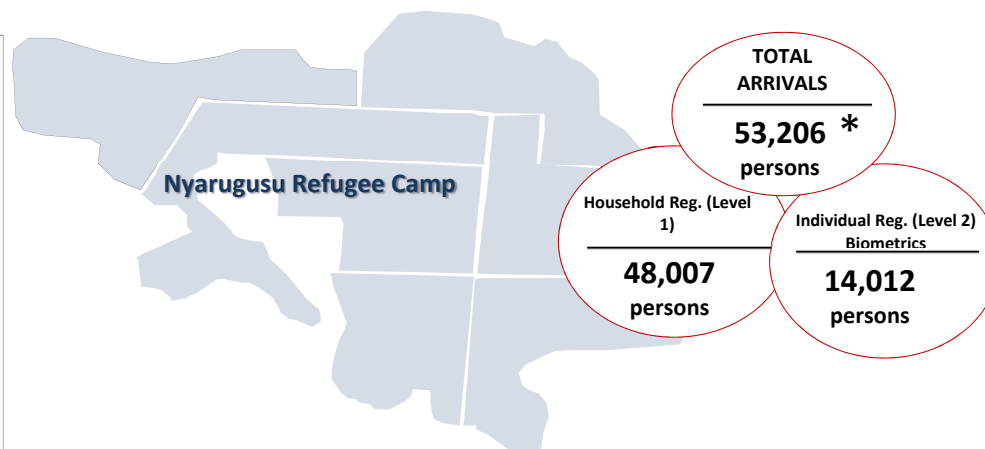 TOTAL
ARRIVALS
53,206 *
persons
Nyarugusu Refugee Camp
Household Reg. (Level
1)
48,007
persons
Individual Reg. (Level 2)
Biometrics
14,012
persons